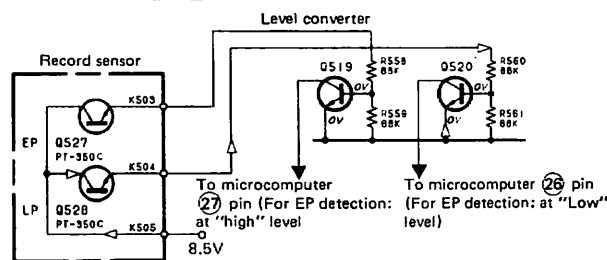 Level converter
Record sensor
Q519
R558
68K
Q520
R560
68K
K503
0V
0V
R559
68K
R561
68K
0V
0V
EP
Q527
PT-350C
K504
LP
Q528
PT-350C
K505
8.5V
To microcomputer
27 pin (For EP detection:
at "high" level
To microcomputer 26 pin
(For EP detection: at "Low"
level)